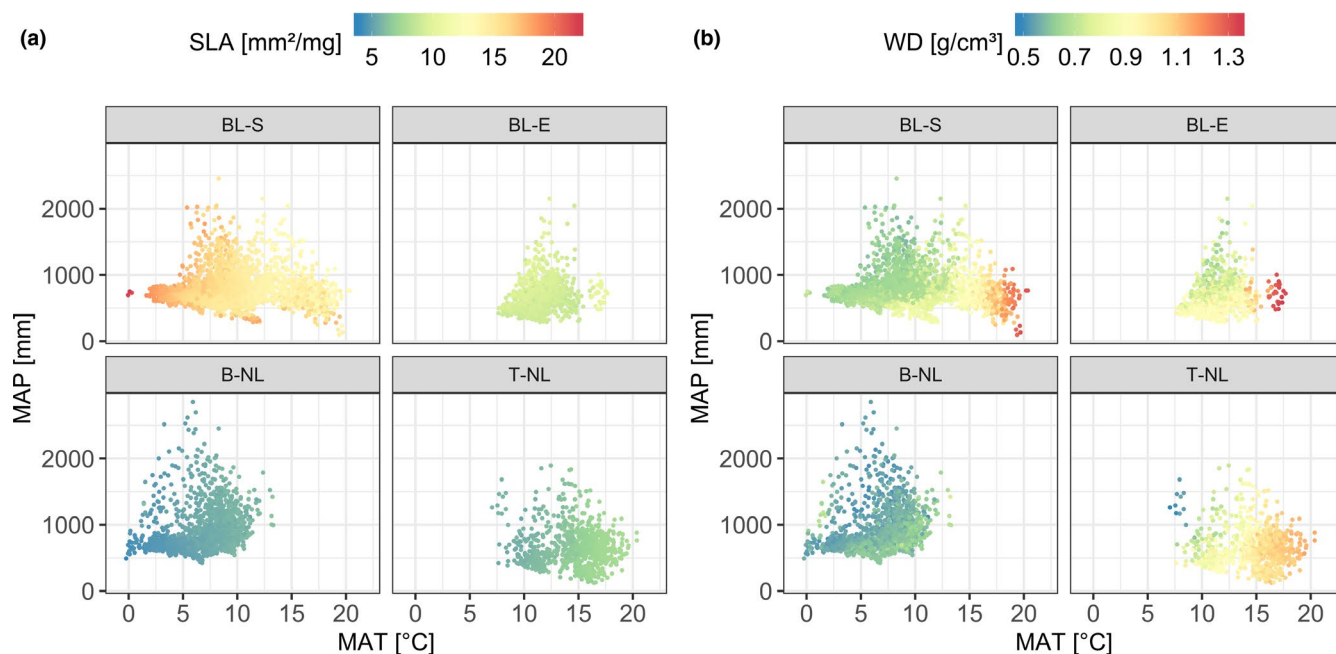 (a)
SLA [mm²/mg]
5 10 15 20
BL-S BL-E
2000
1000
0
B-NL T-NL
2000
1000
0
MAP [mm]
0 5 10 15 20 0 5 10 15 20
MAT [°C]
(b)
WD [g/cm³]
0.5 0.7 0.9 1.1 1.3
BL-S BL-E
2000
1000
0
B-NL T-NL
2000
1000
0
MAP [mm]
0 5 10 15 20 0 5 10 15 20
MAT [°C]